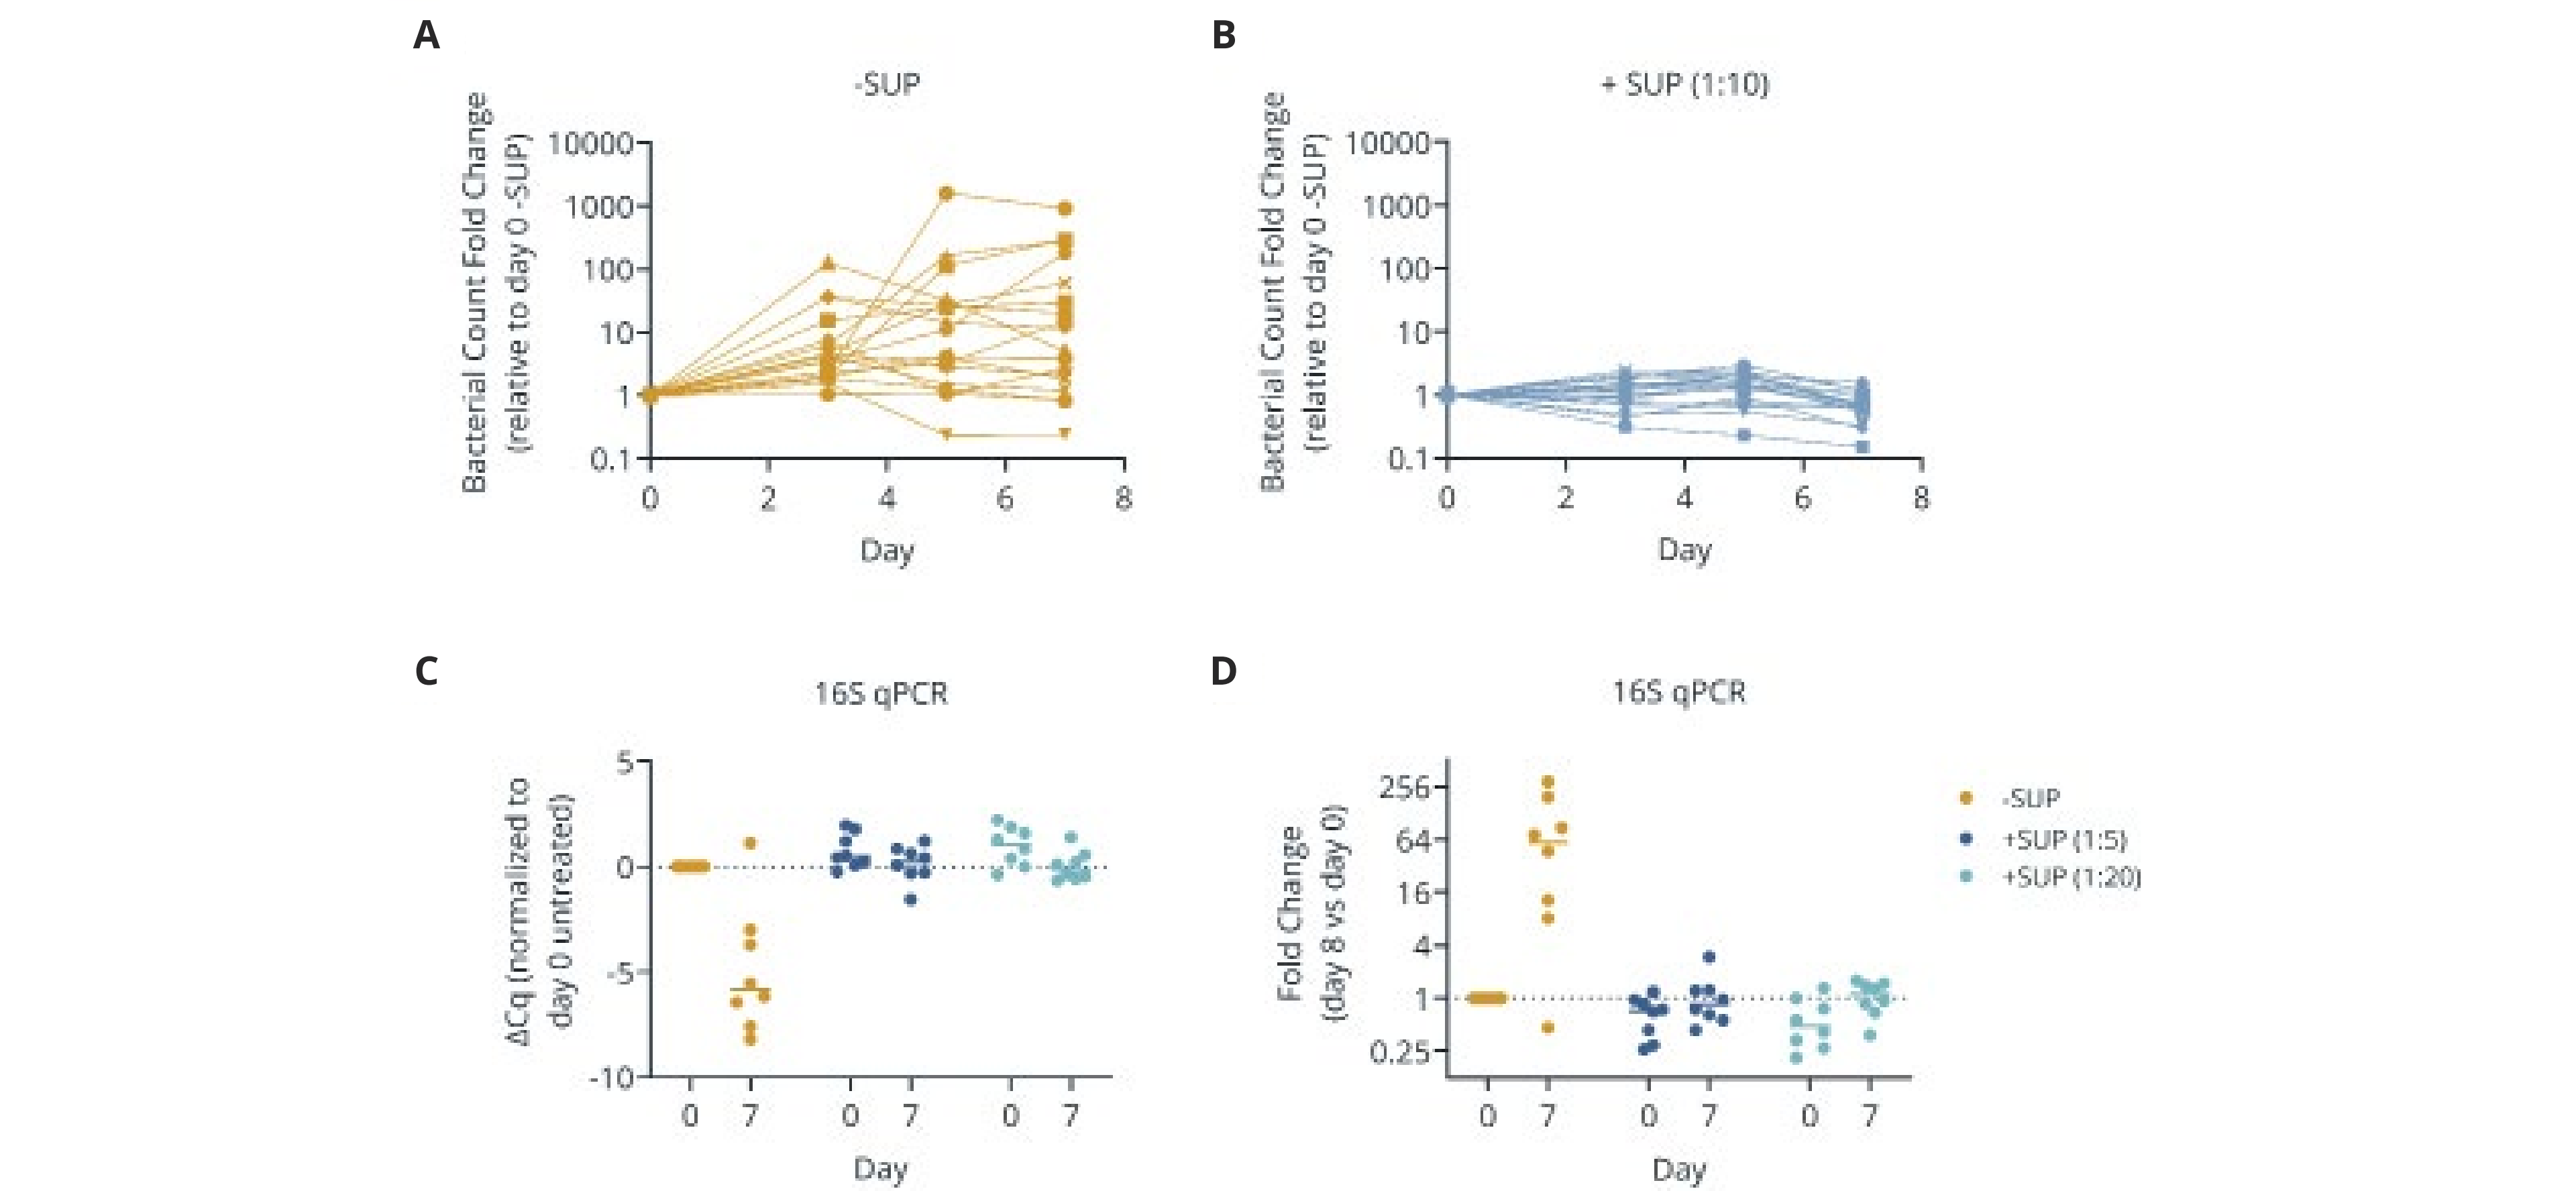 A
-SUP
Bacterial Count Fold Change
(relative to day 0 -SUP)
10000
1000
100
10
1
0.1
0 2 4 6 8
Day
B
+ SUP (1:10)
Bacterial Count Fold Change
(relative to day 0 -SUP)
10000
1000
100
10
1
0.1
0 2 4 6 8
Day
C
16S qPCR
ΔCq (normalized to
day 0 untreated)
5
0
-5
-10
0 7 0 7 0 7
Day
D
16S qPCR
Fold Change
(day 8 vs day 0)
256
64
16
4
1
0.25
0 7 0 7 0 7
Day
-SUP
+SUP (1:5)
+SUP (1:20)